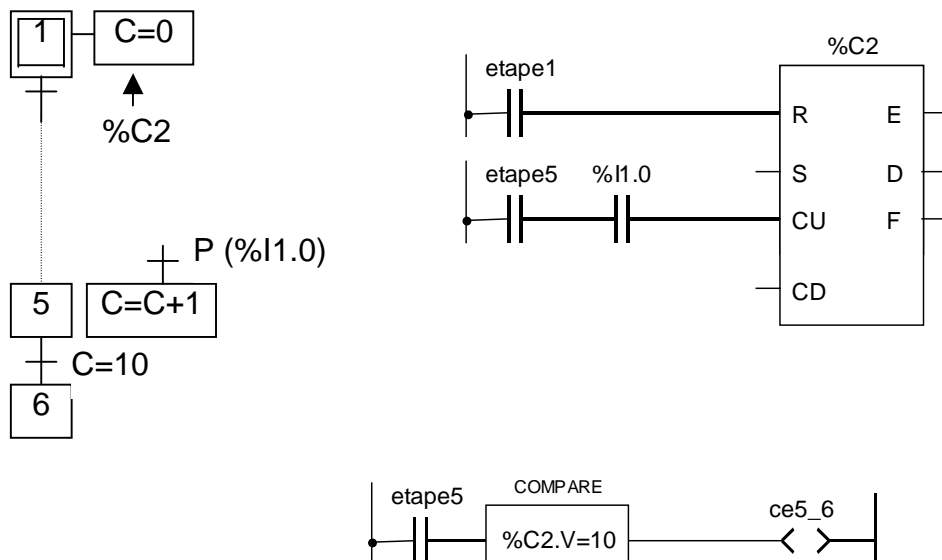 1
C=0
%C2
P (%I1.0)
5
C=C+1
C=10
6
%C2
etape1
R
E
S
D
etape5
%I1.0
CU
F
CD
COMPARE
etape5
%C2.V=10
ce5_6